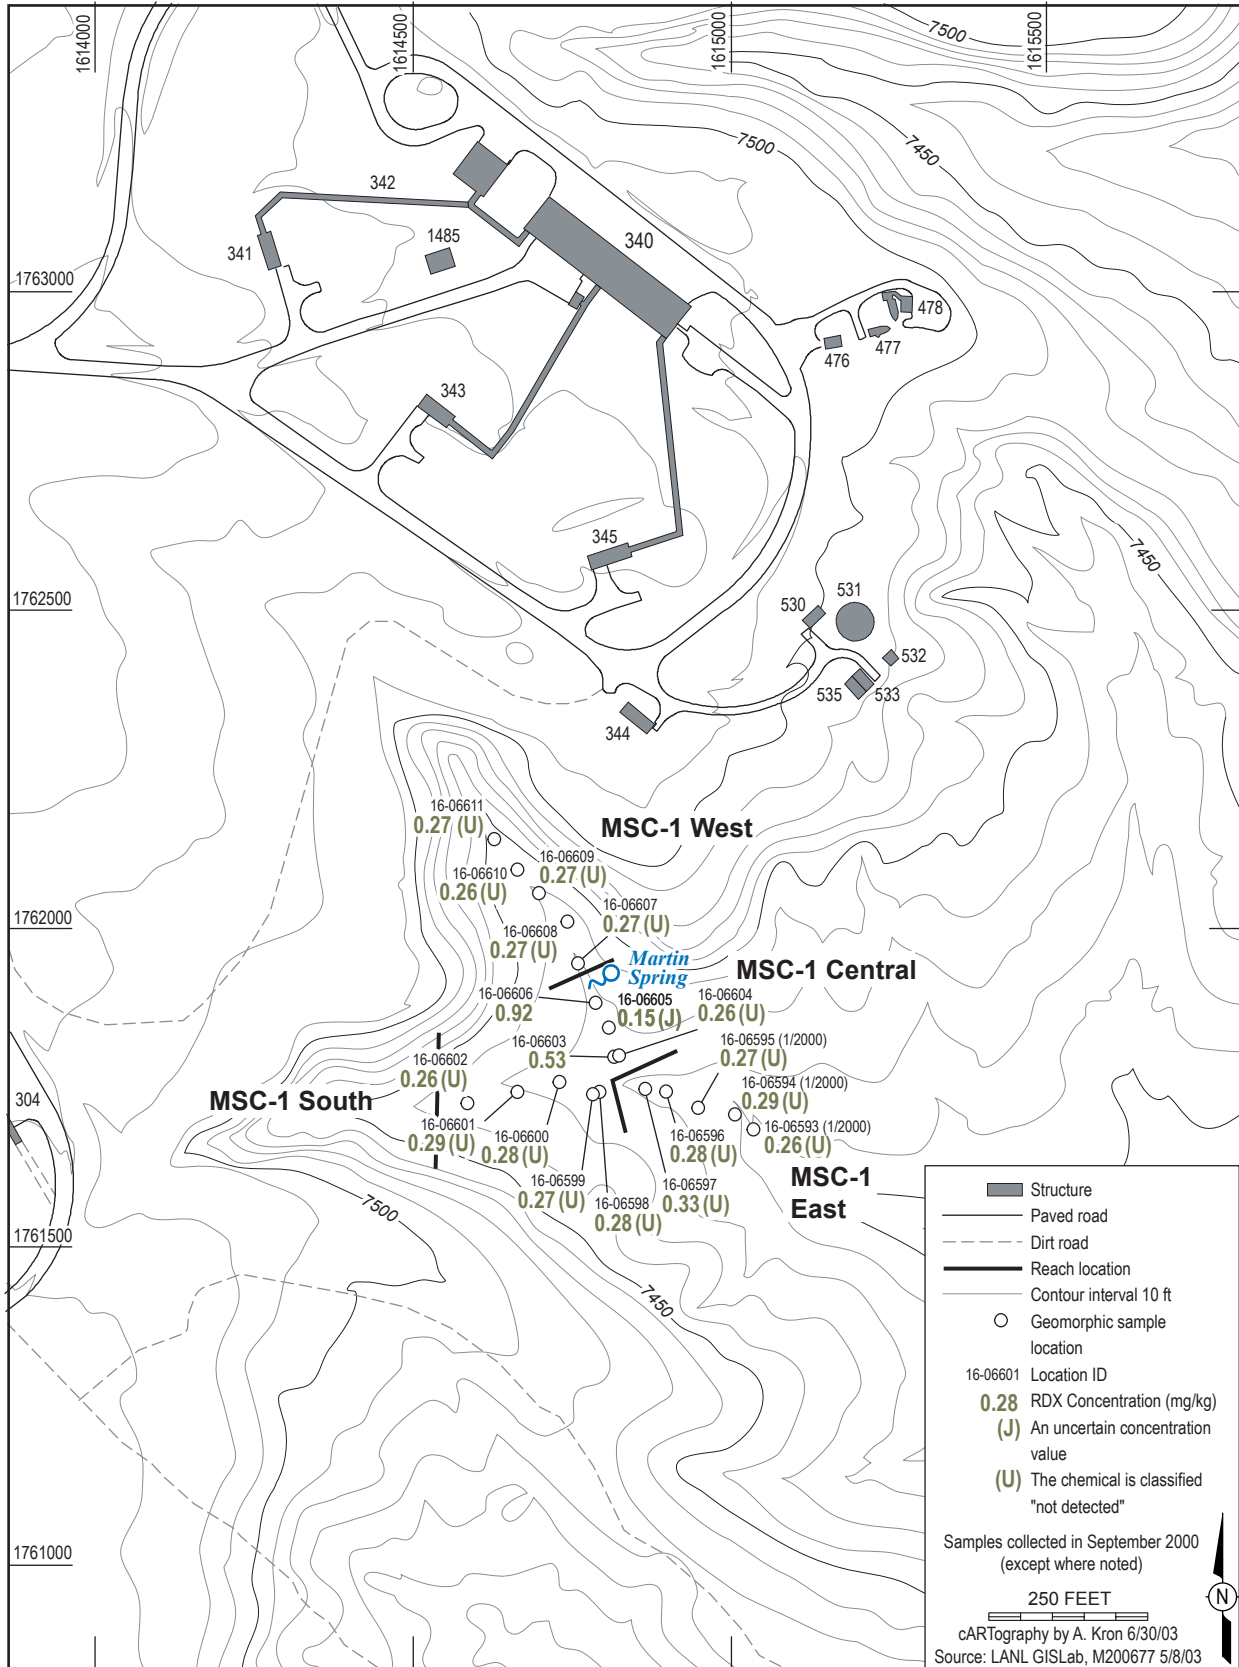 1614000
1614500
1615000
1615500
7500
7500
7450
342
341
1485
340
1763000
478
477
476
343
345
7450
1762500
530
531
532
535
533
344
16-06611
0.27 (U)
MSC-1 West
16-06609
0.27 (U)
16-06610
0.26 (U)
16-06607
0.27 (U)
1762000
16-06608
0.27 (U)
Martin
Spring
MSC-1 Central
16-06606
0.92
16-06605
0.15 (J)
16-06604
0.26 (U)
16-06603
0.53
16-06595 (1/2000)
0.27 (U)
16-06602
0.26 (U)
16-06594 (1/2000)
0.29 (U)
304
MSC-1 South
16-06593 (1/2000)
0.26 (U)
16-06601
0.29 (U)
16-06600
0.28 (U)
16-06596
0.28 (U)
16-06599
0.27 (U)
16-06598
0.28 (U)
16-06597
0.33 (U)
MSC-1
East
7500
1761500
7450
1761000
Structure
Paved road
Dirt road
Reach location
Contour interval 10 ft
Geomorphic sample
location
16-06601 Location ID
0.28 RDX Concentration (mg/kg)
(J) An uncertain concentration
value
(U) The chemical is classified
"not detected"
Samples collected in September 2000
(except where noted)
250 FEET
N
cARTography by A. Kron 6/30/03
Source: LANL GISLab, M200677 5/8/03